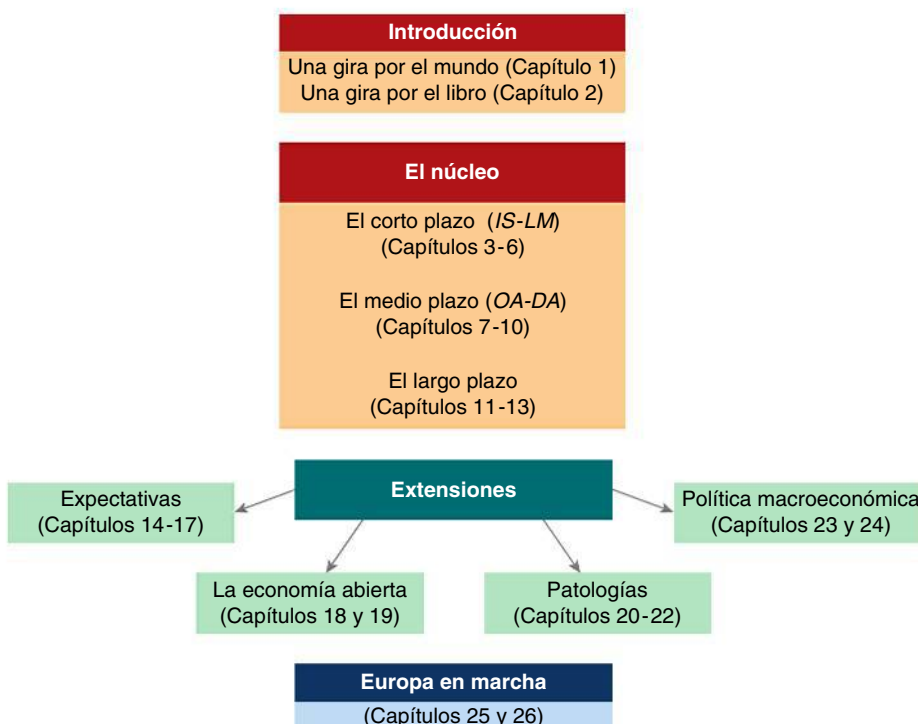 Introducción
Una gira por el mundo (Capítulo 1)
Una gira por el libro (Capítulo 2)
El núcleo
El corto plazo (IS-LM)
(Capítulos 3-6)
El medio plazo (OA-DA)
(Capítulos 7-10)
El largo plazo
(Capítulos 11-13)
Extensiones
Expectativas
(Capítulos 14-17)
Política macroeconómica
(Capítulos 23 y 24)
La economía abierta
(Capítulos 18 y 19)
Patologías
(Capítulos 20-22)
Europa en marcha
(Capítulos 25 y 26)